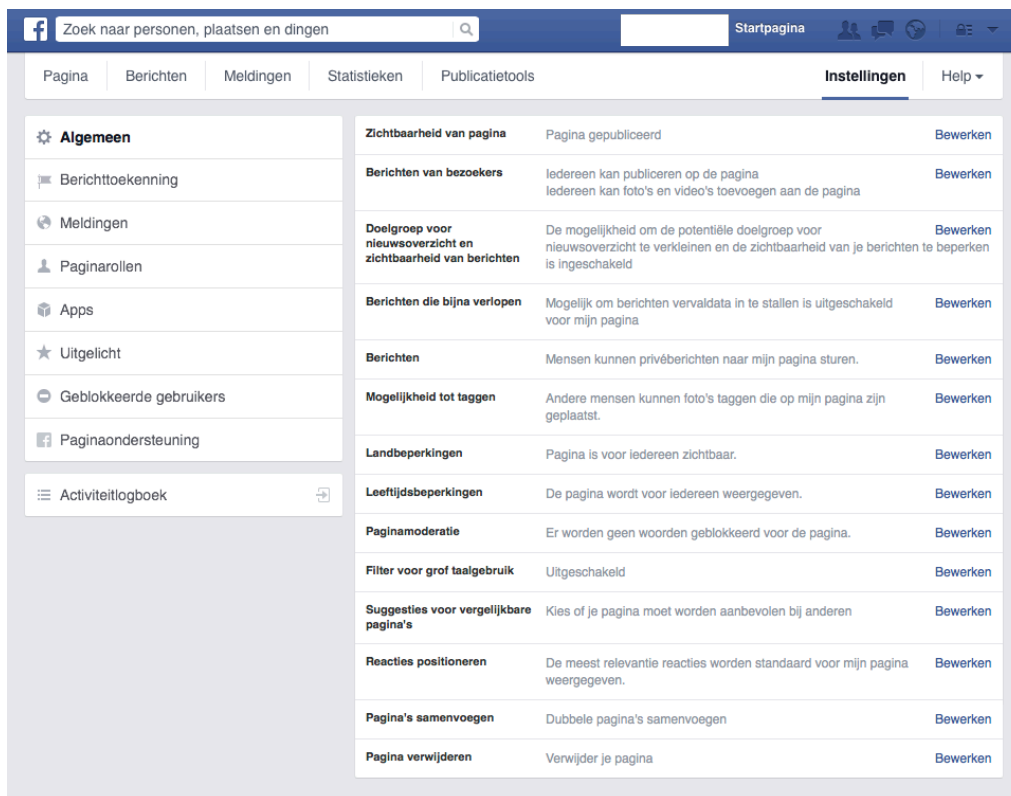 f Zoek naar personen, plaatsen en dingen Startpagina
Pagina Berichten Meldingen Statistieken Publicatietools Instellingen Help
Algemeen
Berichttoekenning
Meldingen
Paginarollen
Apps
Uitgelicht
Geblokkeerde gebruikers
Paginaondersteuning
Activiteitlogboek
Zichtbaarheid van pagina Pagina gepubliceerd Bewerken
Berichten van bezoekers Iedereen kan publiceren op de pagina Bewerken
Iedereen kan foto's en video's toevoegen aan de pagina
Doelgroep voor De mogelijkheid om de potentiële doelgroep voor Bewerken
nieuwsoverzicht en nieuwsoverzicht te verkleinen en de zichtbaarheid van je berichten te beperken
zichtbaarheid van berichten is ingeschakeld
Berichten die bijna verlopen Mogelijk om berichten vervaldata in te stallen is uitgeschakeld Bewerken
voor mijn pagina
Berichten Mensen kunnen privéberichten naar mijn pagina sturen. Bewerken
Mogelijkheid tot taggen Andere mensen kunnen foto's taggen die op mijn pagina zijn Bewerken
geplaatst.
Landbeperkingen Pagina is voor iedereen zichtbaar. Bewerken
Leeftijdsbeperkingen De pagina wordt voor iedereen weergegeven. Bewerken
Paginamoderatie Er worden geen woorden geblokkeerd voor de pagina. Bewerken
Filter voor grof taalgebruik Uitgeschakeld Bewerken
Suggesties voor vergelijkbare Kies of je pagina moet worden aanbevolen bij anderen Bewerken
pagina's
Reacties positioneren De meest relevantie reacties worden standaard voor mijn pagina Bewerken
weergegeven.
Pagina's samenvoegen Dubbele pagina's samenvoegen Bewerken
Pagina verwijderen Verwijder je pagina Bewerken